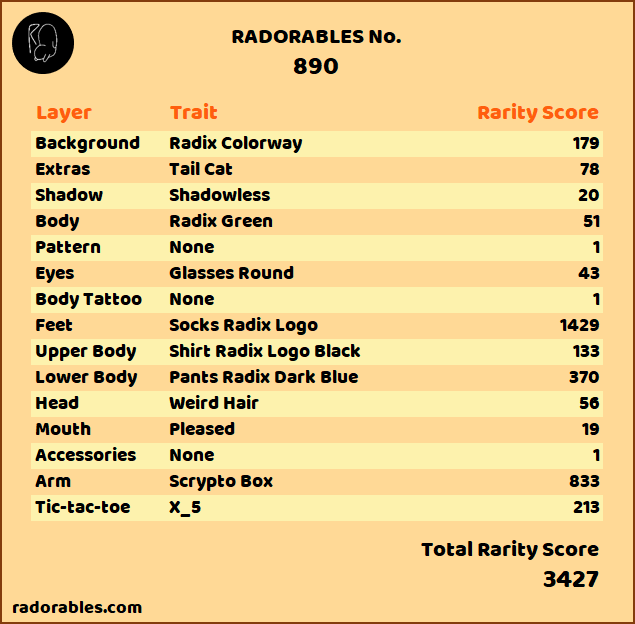 RADORABLES No.
890
Layer Trait Rarity Score
Background Radix Colorway 179
Extras Tail Cat 78
Shadow Shadowless 20
Body Radix Green 51
Pattern None 1
Eyes Glasses Round 43
Body Tattoo None 1
Feet Socks Radix Logo 1429
Upper Body Shirt Radix Logo Black 133
Lower Body Pants Radix Dark Blue 370
Head Weird Hair 56
Mouth Pleased 19
Accessories None 1
Arm Scrypto Box 833
Tic-tac-toe X_5 213
Total Rarity Score
3427
radorables.com